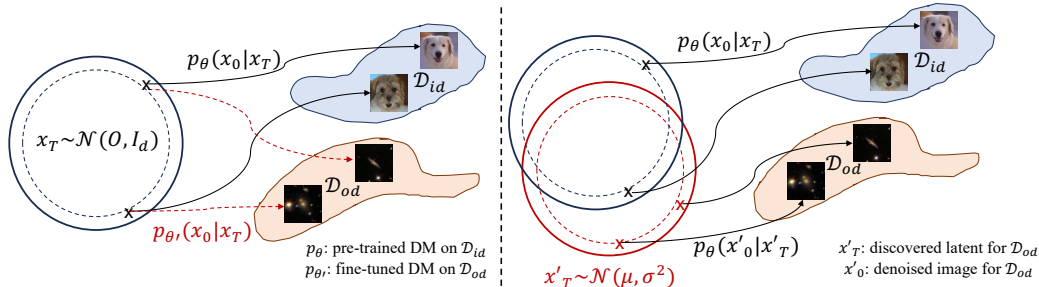 p_θ(x_0|x_T)
𝒟_id
x_T~𝒩(O, I_d)
𝒟_od
p_θ′(x_0|x_T)
p_θ: pre-trained DM on 𝒟_id
p_θ′: fine-tuned DM on 𝒟_od
p_θ(x_0|x_T)
𝒟_id
𝒟_od
p_θ(x′_0|x′_T)
x′_T~𝒩(μ, σ²)
x′_T: discovered latent for 𝒟_od
x′_0: denoised image for 𝒟_od